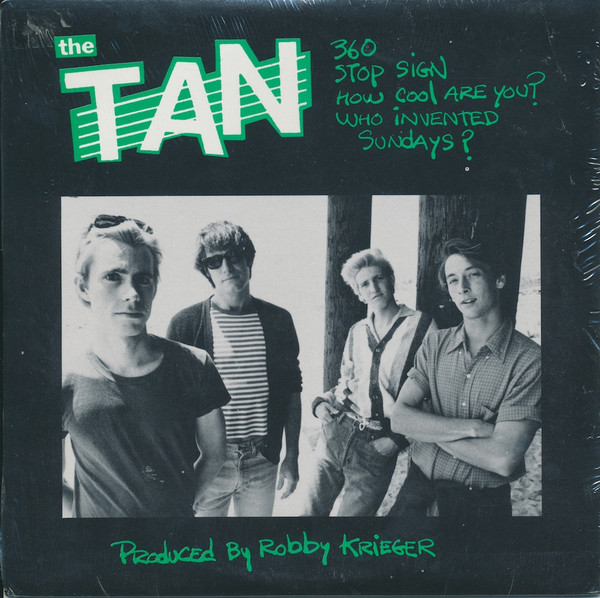 the
TAN
360
STOP SIGN
HOW COOL ARE YOU?
WHO INVENTED
SUNDAYS?
PRODUCED BY ROBBY KRIEGER